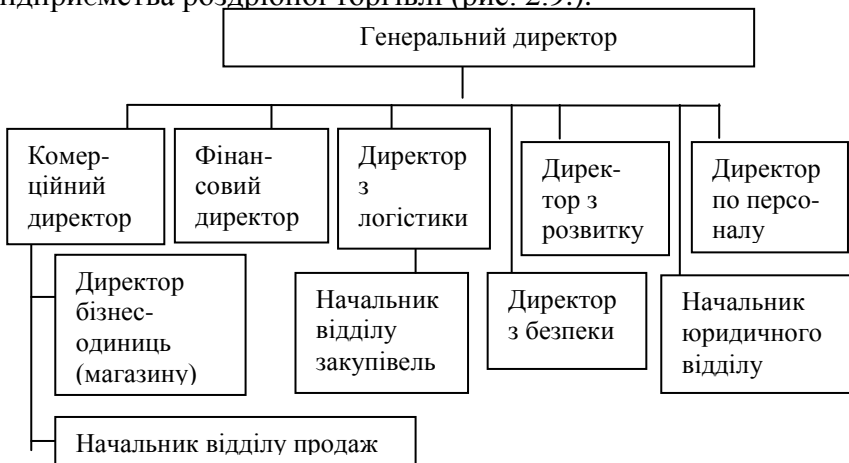 підприємства роздрібної торгівлі (рис. 2.9.).
Генеральний директор
Комер-
ційний
директор
Фінан-
совий
директор
Директор
з
логістики
Дирек-
тор з
розвитку
Директор
по персо-
налу
Директор
бізнес-
одиниць
(магазину)
Начальник
відділу
закупівель
Директор
з безпеки
Начальник
юридичного
відділу
Начальник відділу продаж